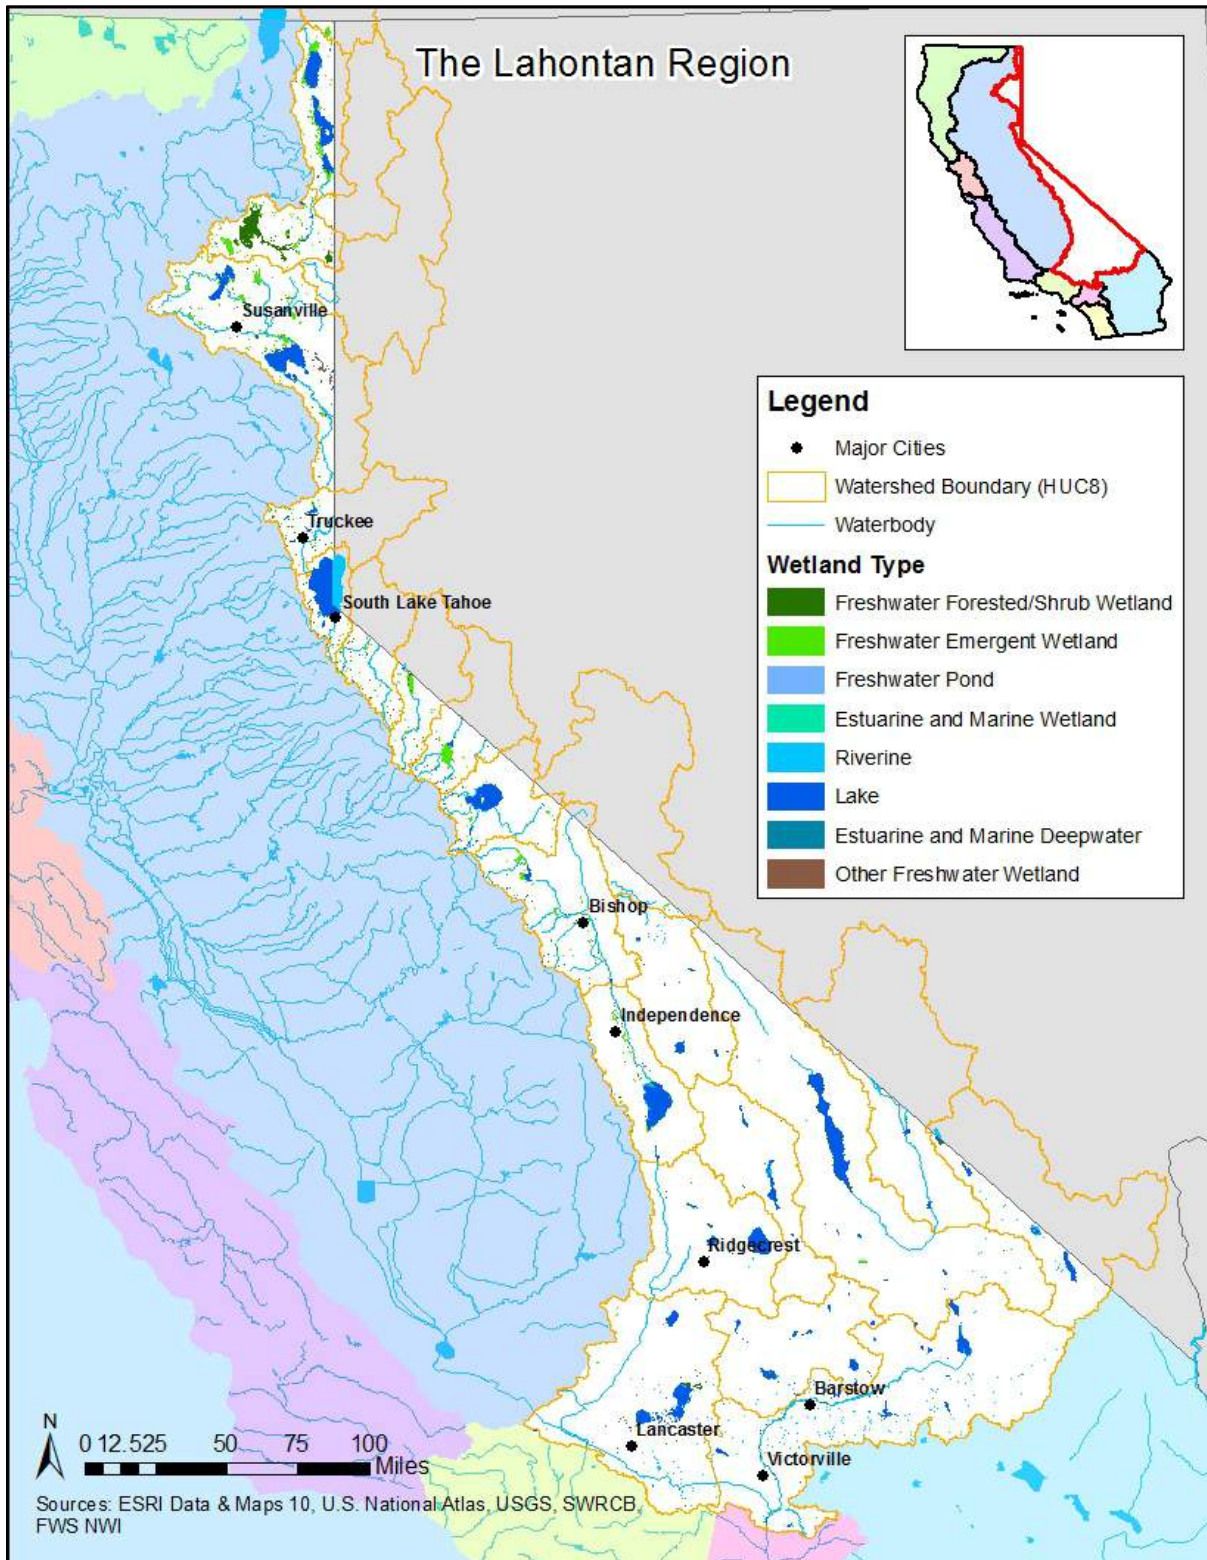 The Lahontan Region
Susanville
Truckee
South Lake Tahoe
Bishop
Independence
Ridgecrest
Barstow
Lancaster
Victorville
Legend
Major Cities
Watershed Boundary (HUC8)
Waterbody
Wetland Type
Freshwater Forested/Shrub Wetland
Freshwater Emergent Wetland
Freshwater Pond
Estuarine and Marine Wetland
Riverine
Lake
Estuarine and Marine Deepwater
Other Freshwater Wetland
N
0 12.525 50 75 100
Miles
Sources: ESRI Data & Maps 10, U.S. National Atlas, USGS, SWRCB,
FWS NWI